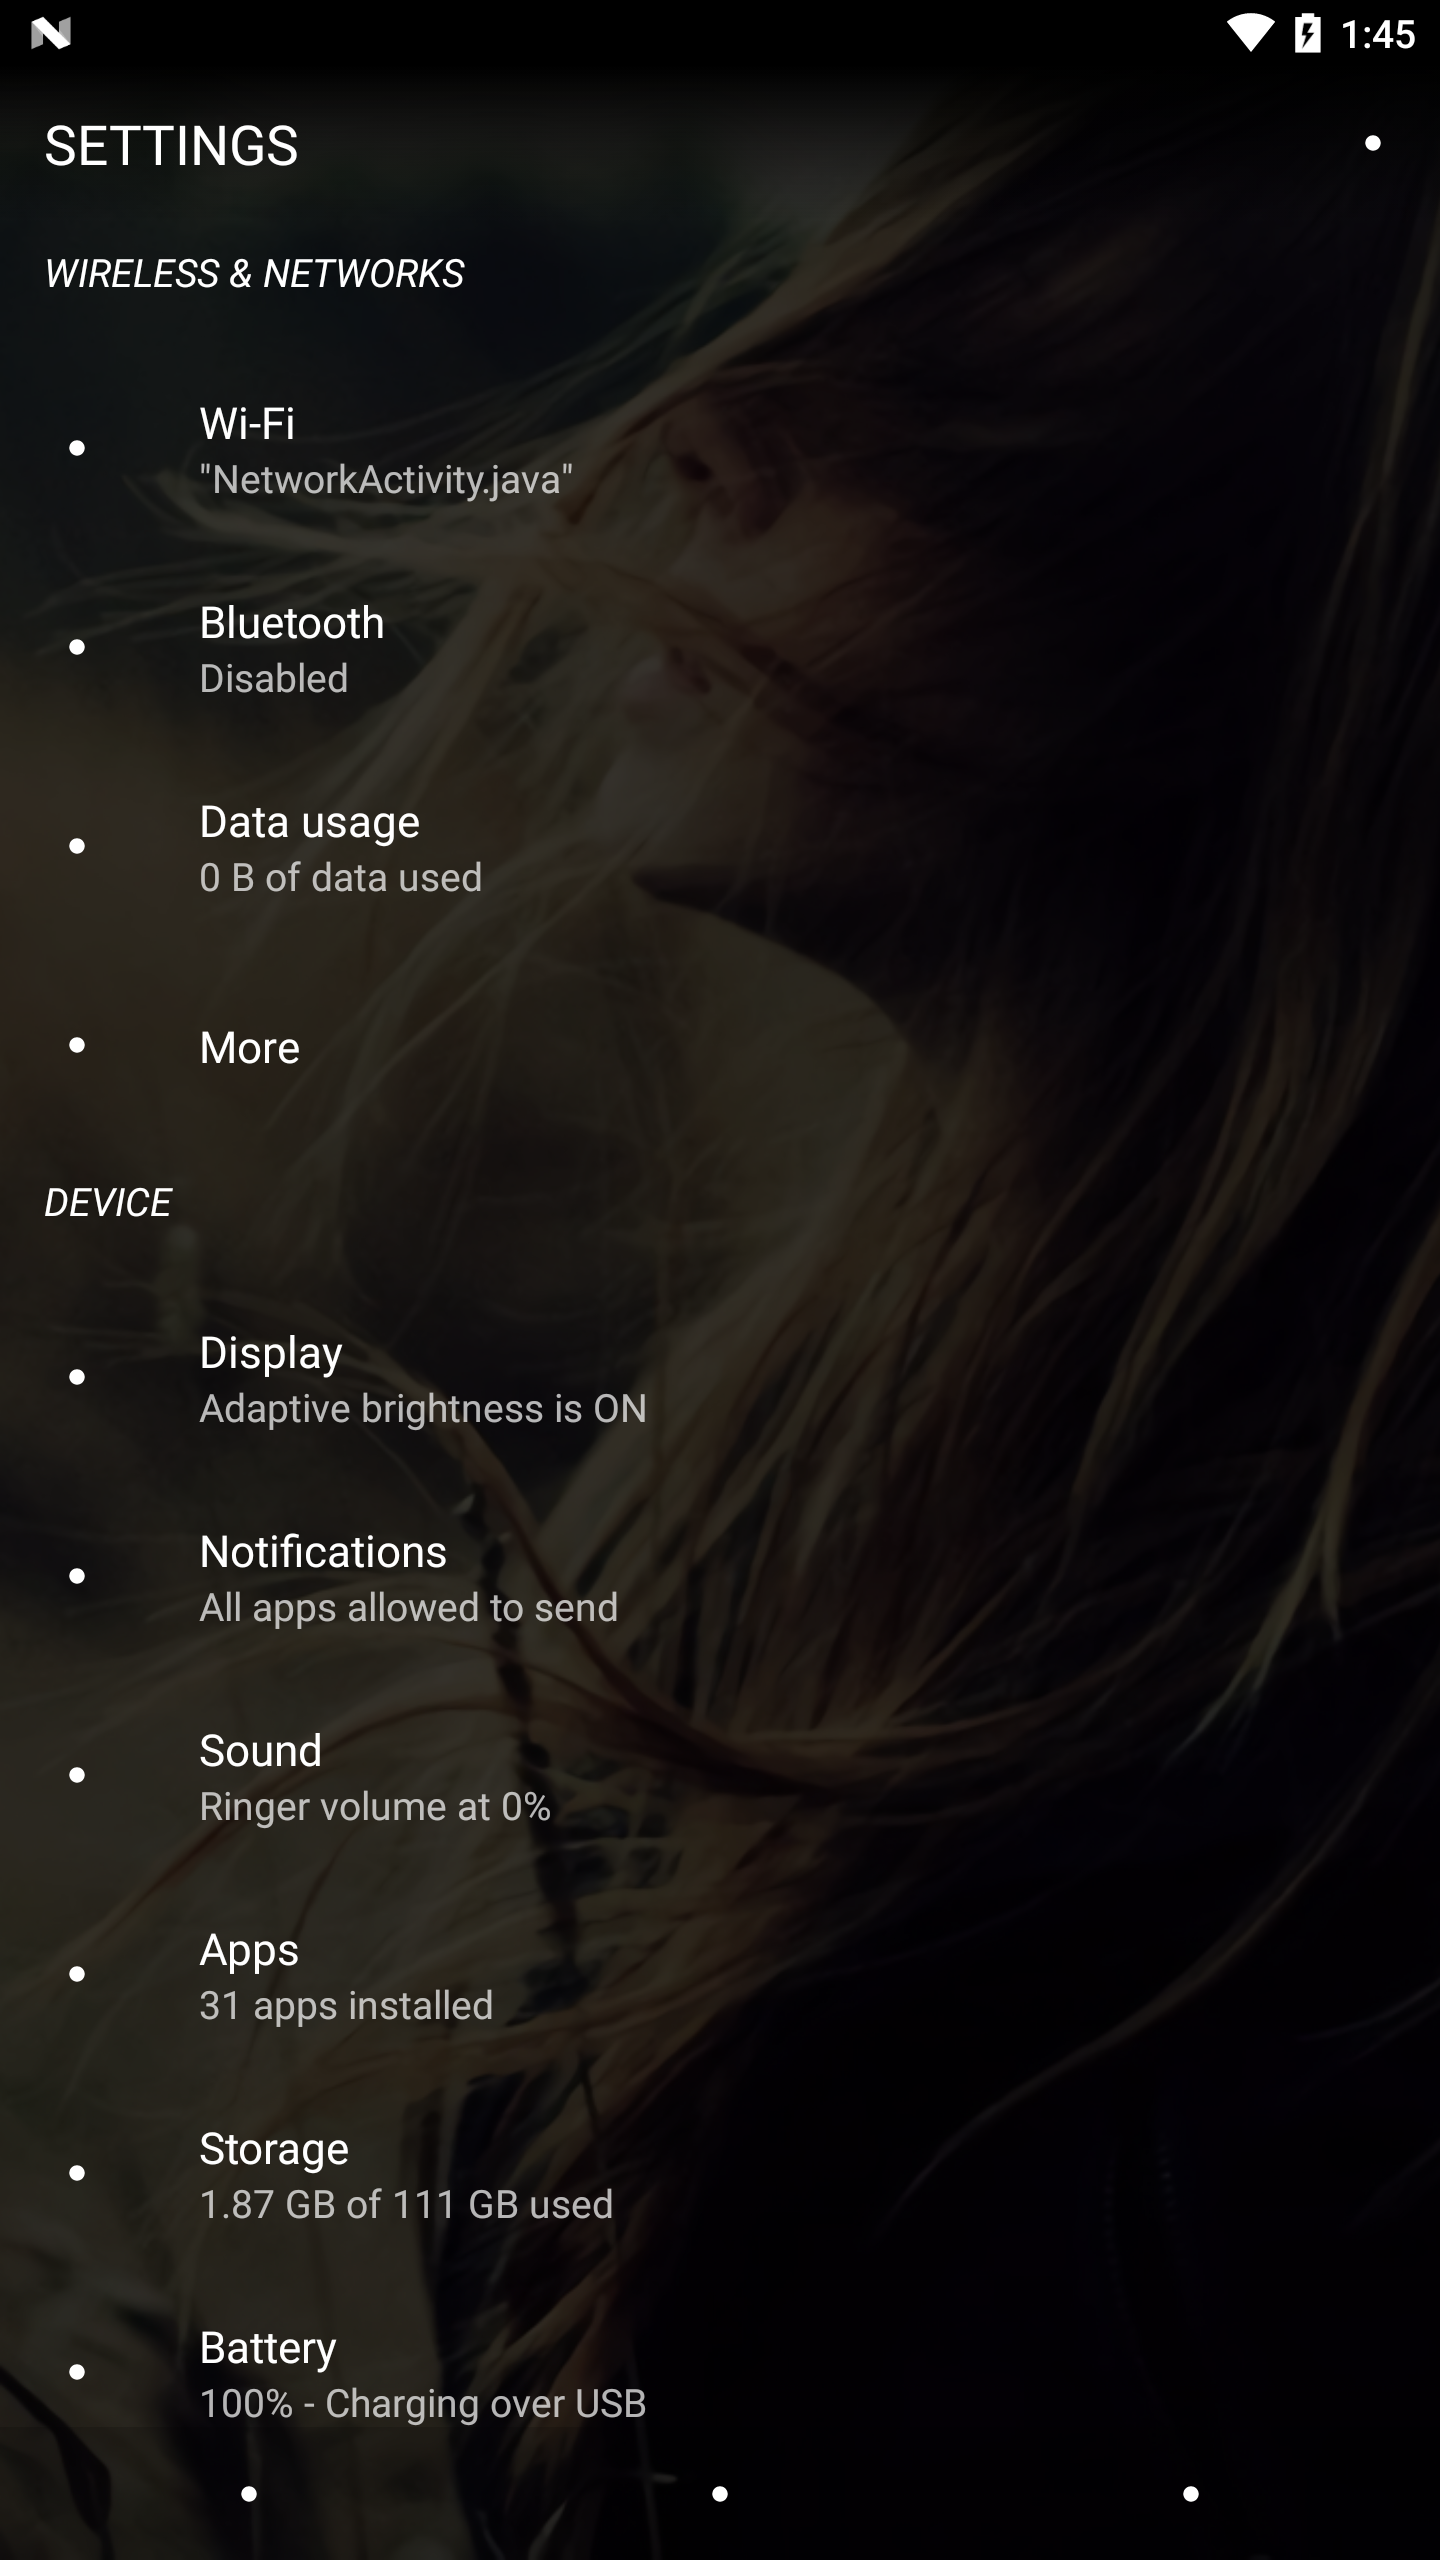 1:45
SETTINGS
WIRELESS & NETWORKS
Wi-Fi
"NetworkActivity.java"
Bluetooth
Disabled
Data usage
0 B of data used
More
DEVICE
Display
Adaptive brightness is ON
Notifications
All apps allowed to send
Sound
Ringer volume at 0%
Apps
31 apps installed
Storage
1.87 GB of 111 GB used
Battery
100% - Charging over USB